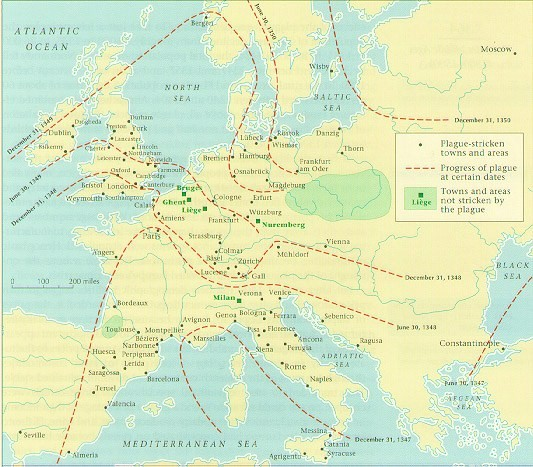 ATLANTIC
OCEAN
Bergen
June 30, 1350
Moscow
NORTH
SEA
Wisby
BALTIC
SEA
December 31, 1350
December 31, 1349
Drogheda
Dublin
Kilkenny
Durham
Preston
York
Lancaster
Chester
Lincoln
Nottingham
Leicester
Norwich
Yarmouth
Oxford
Cambridge
Bristol
London
Canterbury
Weymouth
Southampton
Calais
June 30, 1349
December 31, 1348
Lübeck
Rostok
Wismar
Hamburg
Bremen
Danzig
Thorn
Osnabrück
Frankfurt
am Oder
Magdeburg
Plague-stricken
towns and areas
Progress of plague
at certain dates
Liège
Towns and areas
not stricken by
the plague
Bruges
Ghent
Liège
Cologne
Erfurt
Frankfurt
Würzburg
Nuremberg
Amiens
Paris
Strassburg
Colmar
Basel
Zürich
Lucerne
St. Gall
Mühldorf
Vienna
Angers
December 31, 1348
0
100
200 miles
BLACK
SEA
Bordeaux
Milan
Verona
Venice
June 30, 1348
Toulouse
Avignon
Genoa
Bologna
Ferrara
Sebenico
Montpellier
Béziers
Narbonne
Perpignan
Marseilles
Pisa
Florence
Ancona
Siena
Perugia
Ragusa
Constantinople
Huesca
Saragossa
Lerida
Barcelona
ADRIATIC
SEA
Rome
Naples
June 30, 1347
AEGEAN
SEA
Teruel
Valencia
Seville
Almeria
MEDITERRANEAN SEA
Messina
Catania
Syracuse
Agrigento
December 31, 1347